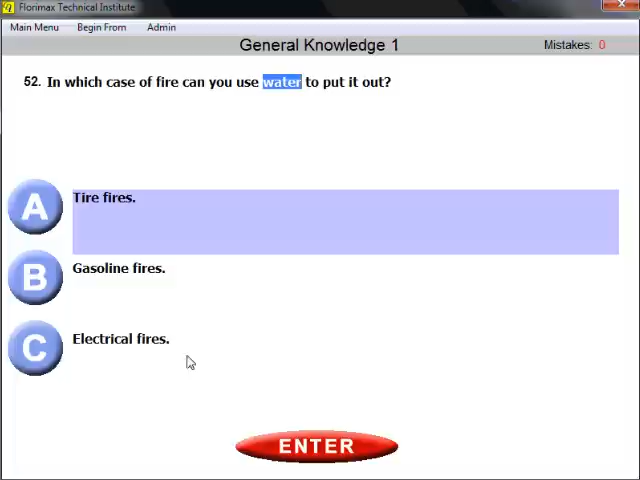 Florimax Technical Institute
Main Menu Begin From Admin
General Knowledge 1 Mistakes: 0
52. In which case of fire can you use water to put it out?
A Tire fires.
B Gasoline fires.
C Electrical fires.
ENTER